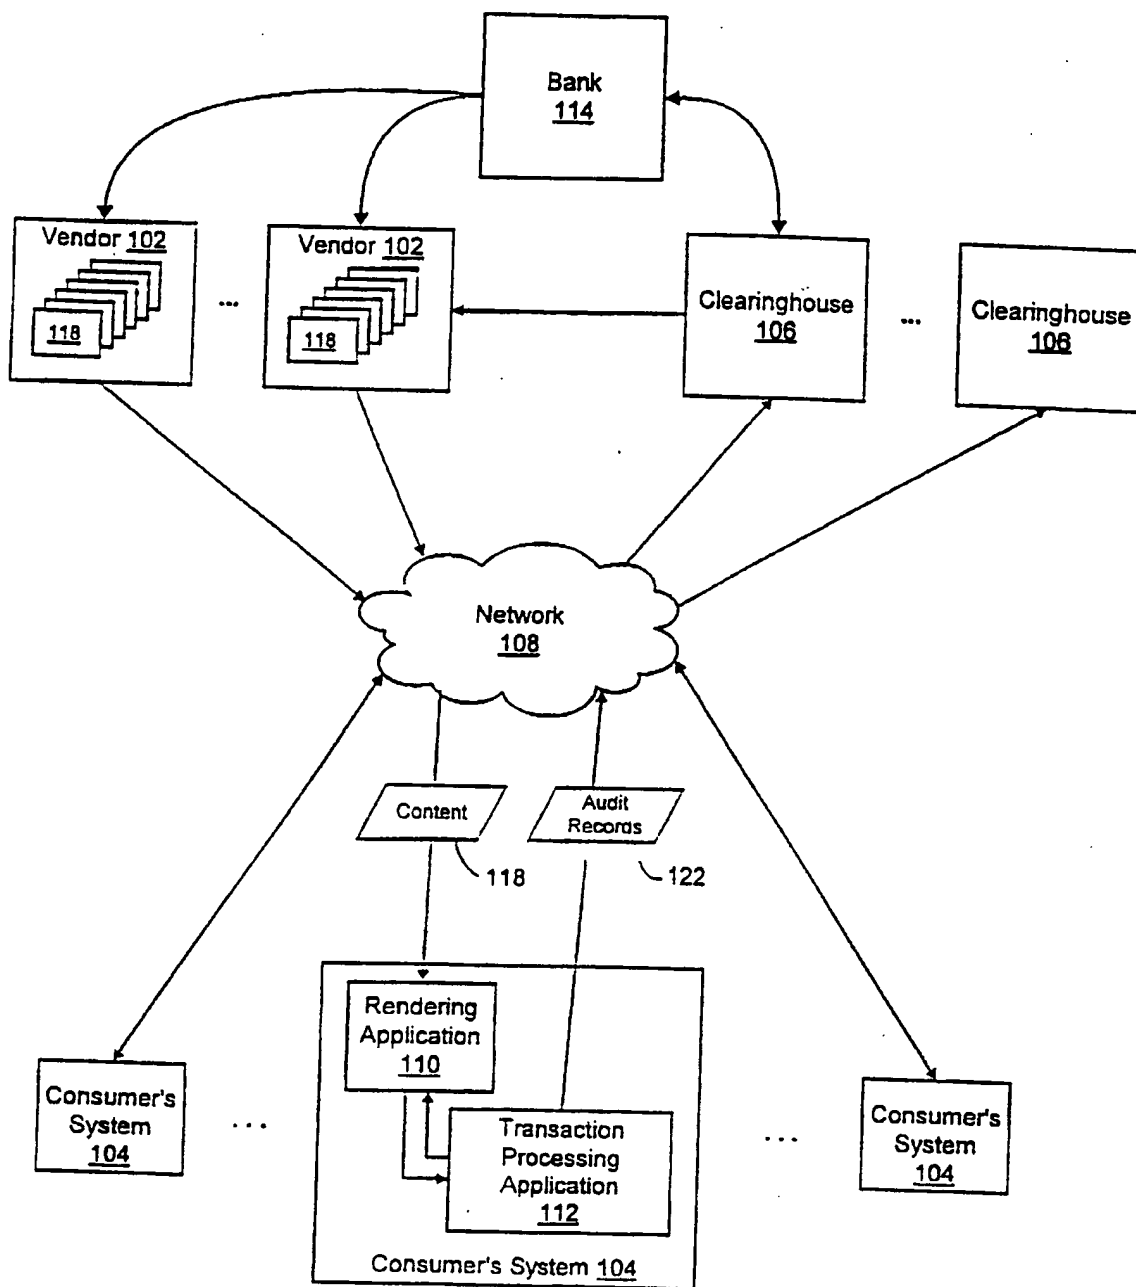 Bank
114
Vendor 102
118
...
Vendor 102
118
Clearinghouse
106
...
Clearinghouse
106
Network
108
Content
118
Audit
Records
122
Rendering
Application
110
Transaction
Processing
Application
112
Consumer's System 104
Consumer's
System
104
...
...
Consumer's
System
104